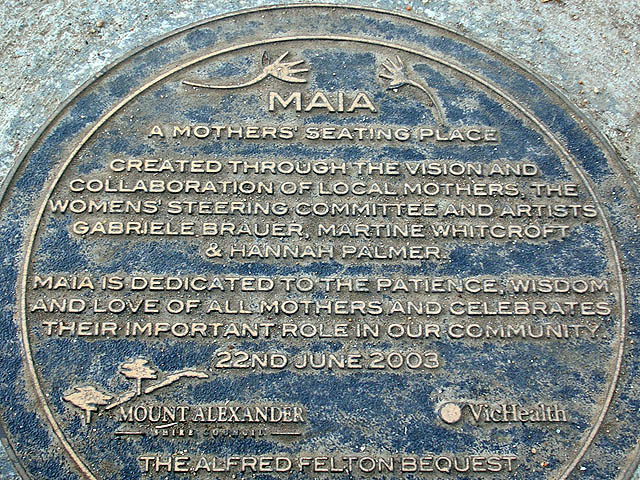 MAIA
A MOTHERS' SEATING PLACE
CREATED THROUGH THE VISION AND
COLLABORATION OF LOCAL MOTHERS, THE
WOMENS' STEERING COMMITTEE AND ARTISTS
GABRIELE BRAUER, MARTINE WHITCROFT
& HANNAH PALMER.
MAIA IS DEDICATED TO THE PATIENCE, WISDOM
AND LOVE OF ALL MOTHERS AND CELEBRATES
THEIR IMPORTANT ROLE IN OUR COMMUNITY.
22ND JUNE 2003
MOUNT ALEXANDER
SHIRE COUNCIL
VicHealth
THE ALFRED FELTON BEQUEST